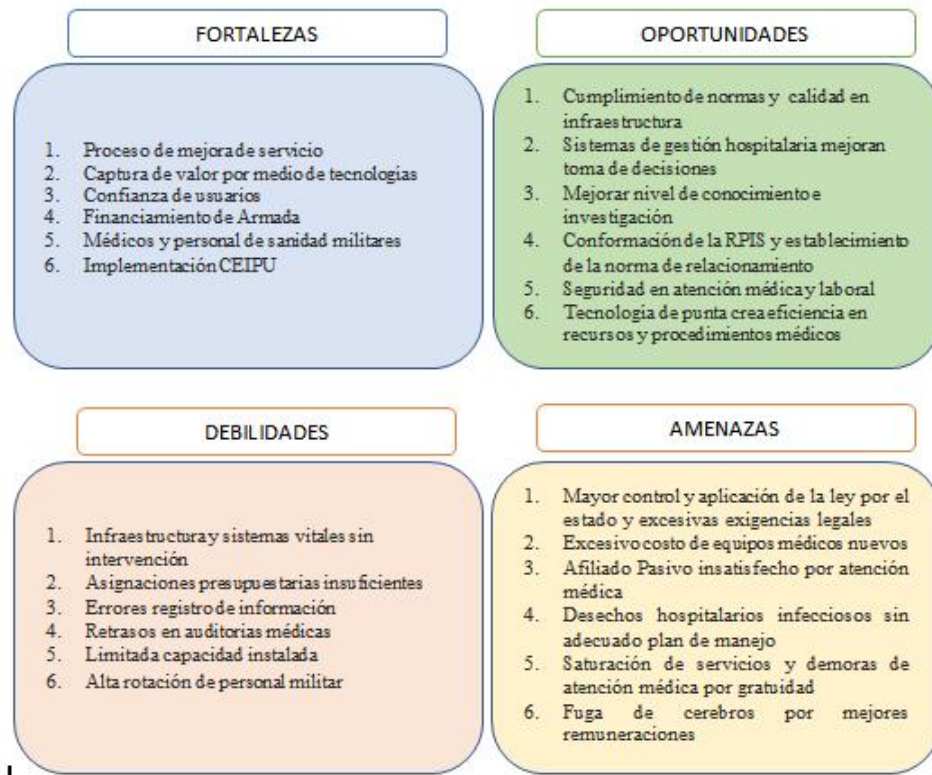 FORTALEZAS
1. Proceso de mejora de servicio
2. Captura de valor por medio de tecnologías
3. Confianza de usuarios
4. Financiamiento de Armada
5. Médicos y personal de sanidad militares
6. Implementación CEIPU
OPORTUNIDADES
1. Cumplimiento de normas y calidad en
infraestructura
2. Sistemas de gestión hospitalaria mejoran
toma de decisiones
3. Mejorar nivel de conocimiento e
investigación
4. Conformación de la RPIS y establecimiento
de la norma de relacionamiento
5. Seguridad en atención médica y laboral
6. Tecnología de punta crea eficiencia en
recursos y procedimientos médicos
DEBILIDADES
1. Infraestructura y sistemas vitales sin
intervención
2. Asignaciones presupuestarias insuficientes
3. Errores registro de información
4. Retrasos en auditorias médicas
5. Limitada capacidad instalada
6. Alta rotación de personal militar
AMENAZAS
1. Mayor control y aplicación de la ley por el
estado y excesivas exigencias legales
2. Excesivo costo de equipos médicos nuevos
3. Afiliado Pasivo insatisfecho por atención
médica
4. Desechos hospitalarios infecciosos sin
adecuado plan de manejo
5. Saturación de servicios y demoras de
atención médica por gratuidad
6. Fuga de cerebros por mejores
remuneraciones